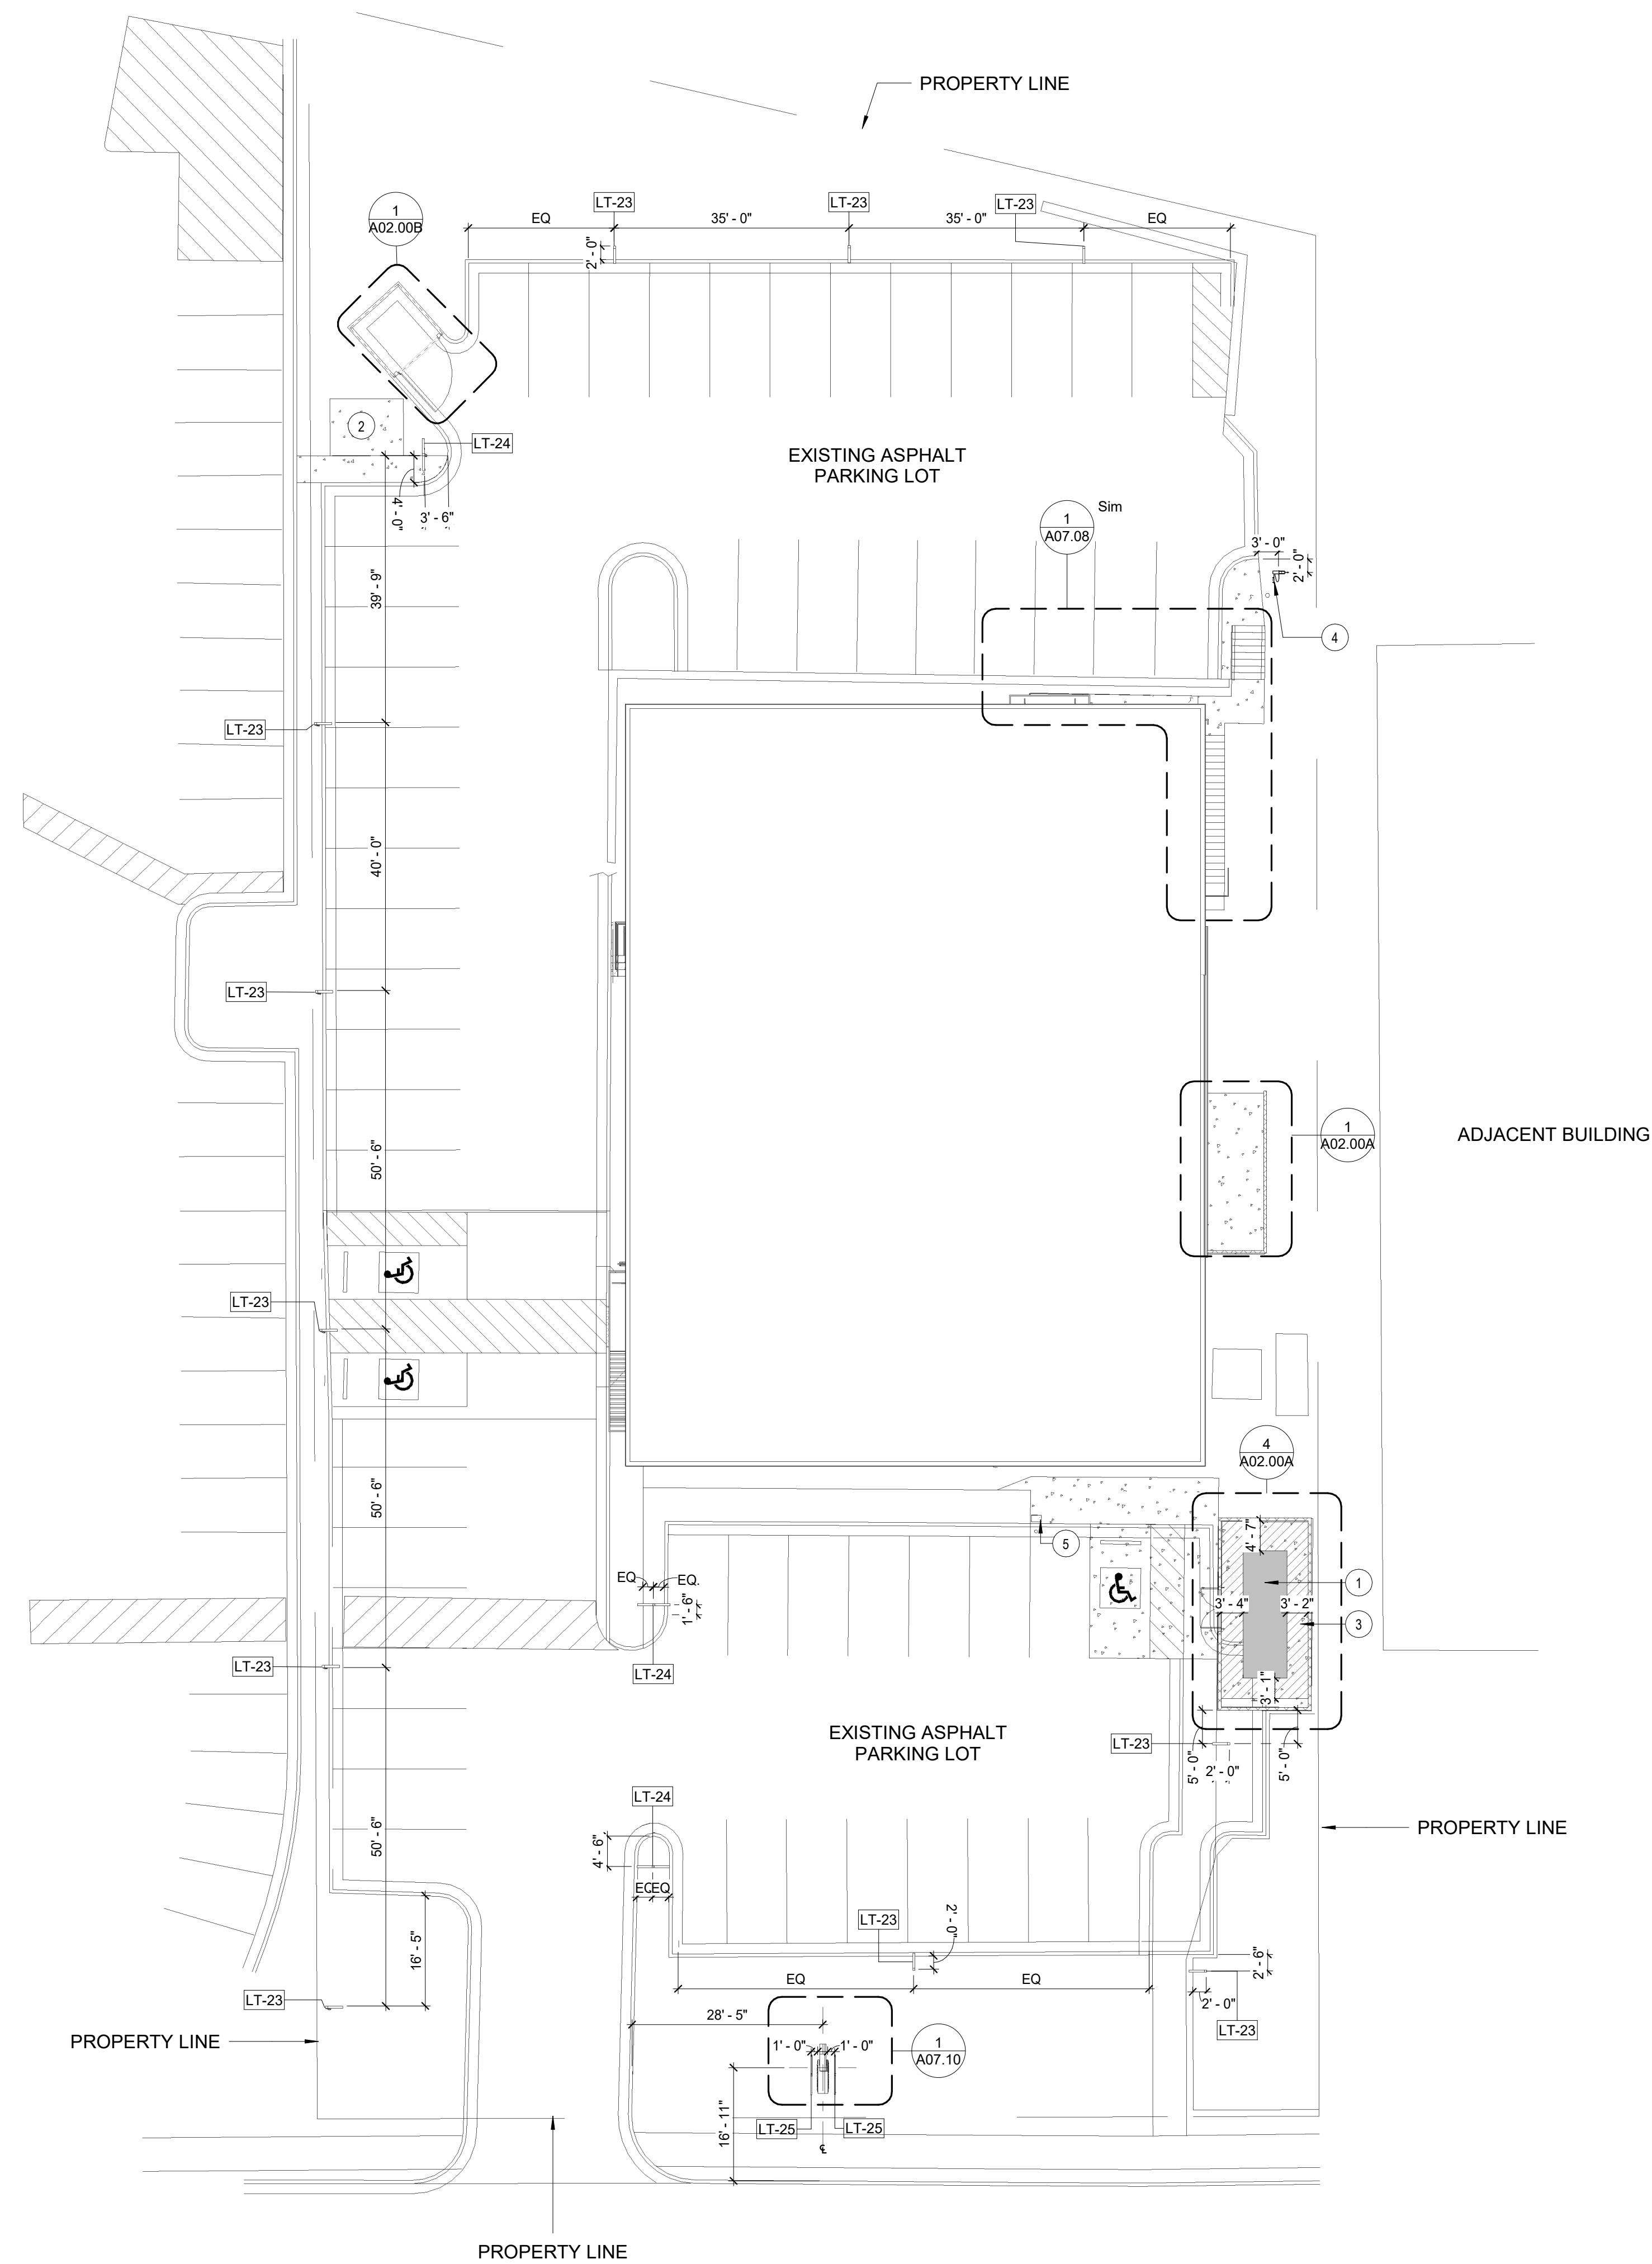 PROPERTY LINE
1
A02.00B
EQ
LT-23
35' - 0"
LT-23
35' - 0"
LT-23
EQ
2' - 0"
2
LT-24
4' - 0"
3' - 6"
EXISTING ASPHALT
PARKING LOT
1
A07.08
Sim
3' - 0"
2' - 0"
4
39' - 9"
LT-23
40' - 0"
LT-23
50' - 6"
1
A02.00A
ADJACENT BUILDING
LT-23
4
A02.00A
50' - 6"
5
4' - 7"
1
EQ
EQ.
1' - 6"
3' - 4"
3' - 2"
3
LT-23
LT-24
3' - 1"
EXISTING ASPHALT
PARKING LOT
LT-23
5' - 0"
2' - 0"
5' - 0"
LT-24
PROPERTY LINE
50' - 6"
4' - 6"
EQ
EQ
LT-23
2' - 0"
16' - 5"
2' - 6"
EQ
EQ
LT-23
28' - 5"
2' - 0"
LT-23
PROPERTY LINE
1' - 0"
1' - 0"
1
A07.10
16' - 11"
LT-25
LT-25
℄
PROPERTY LINE